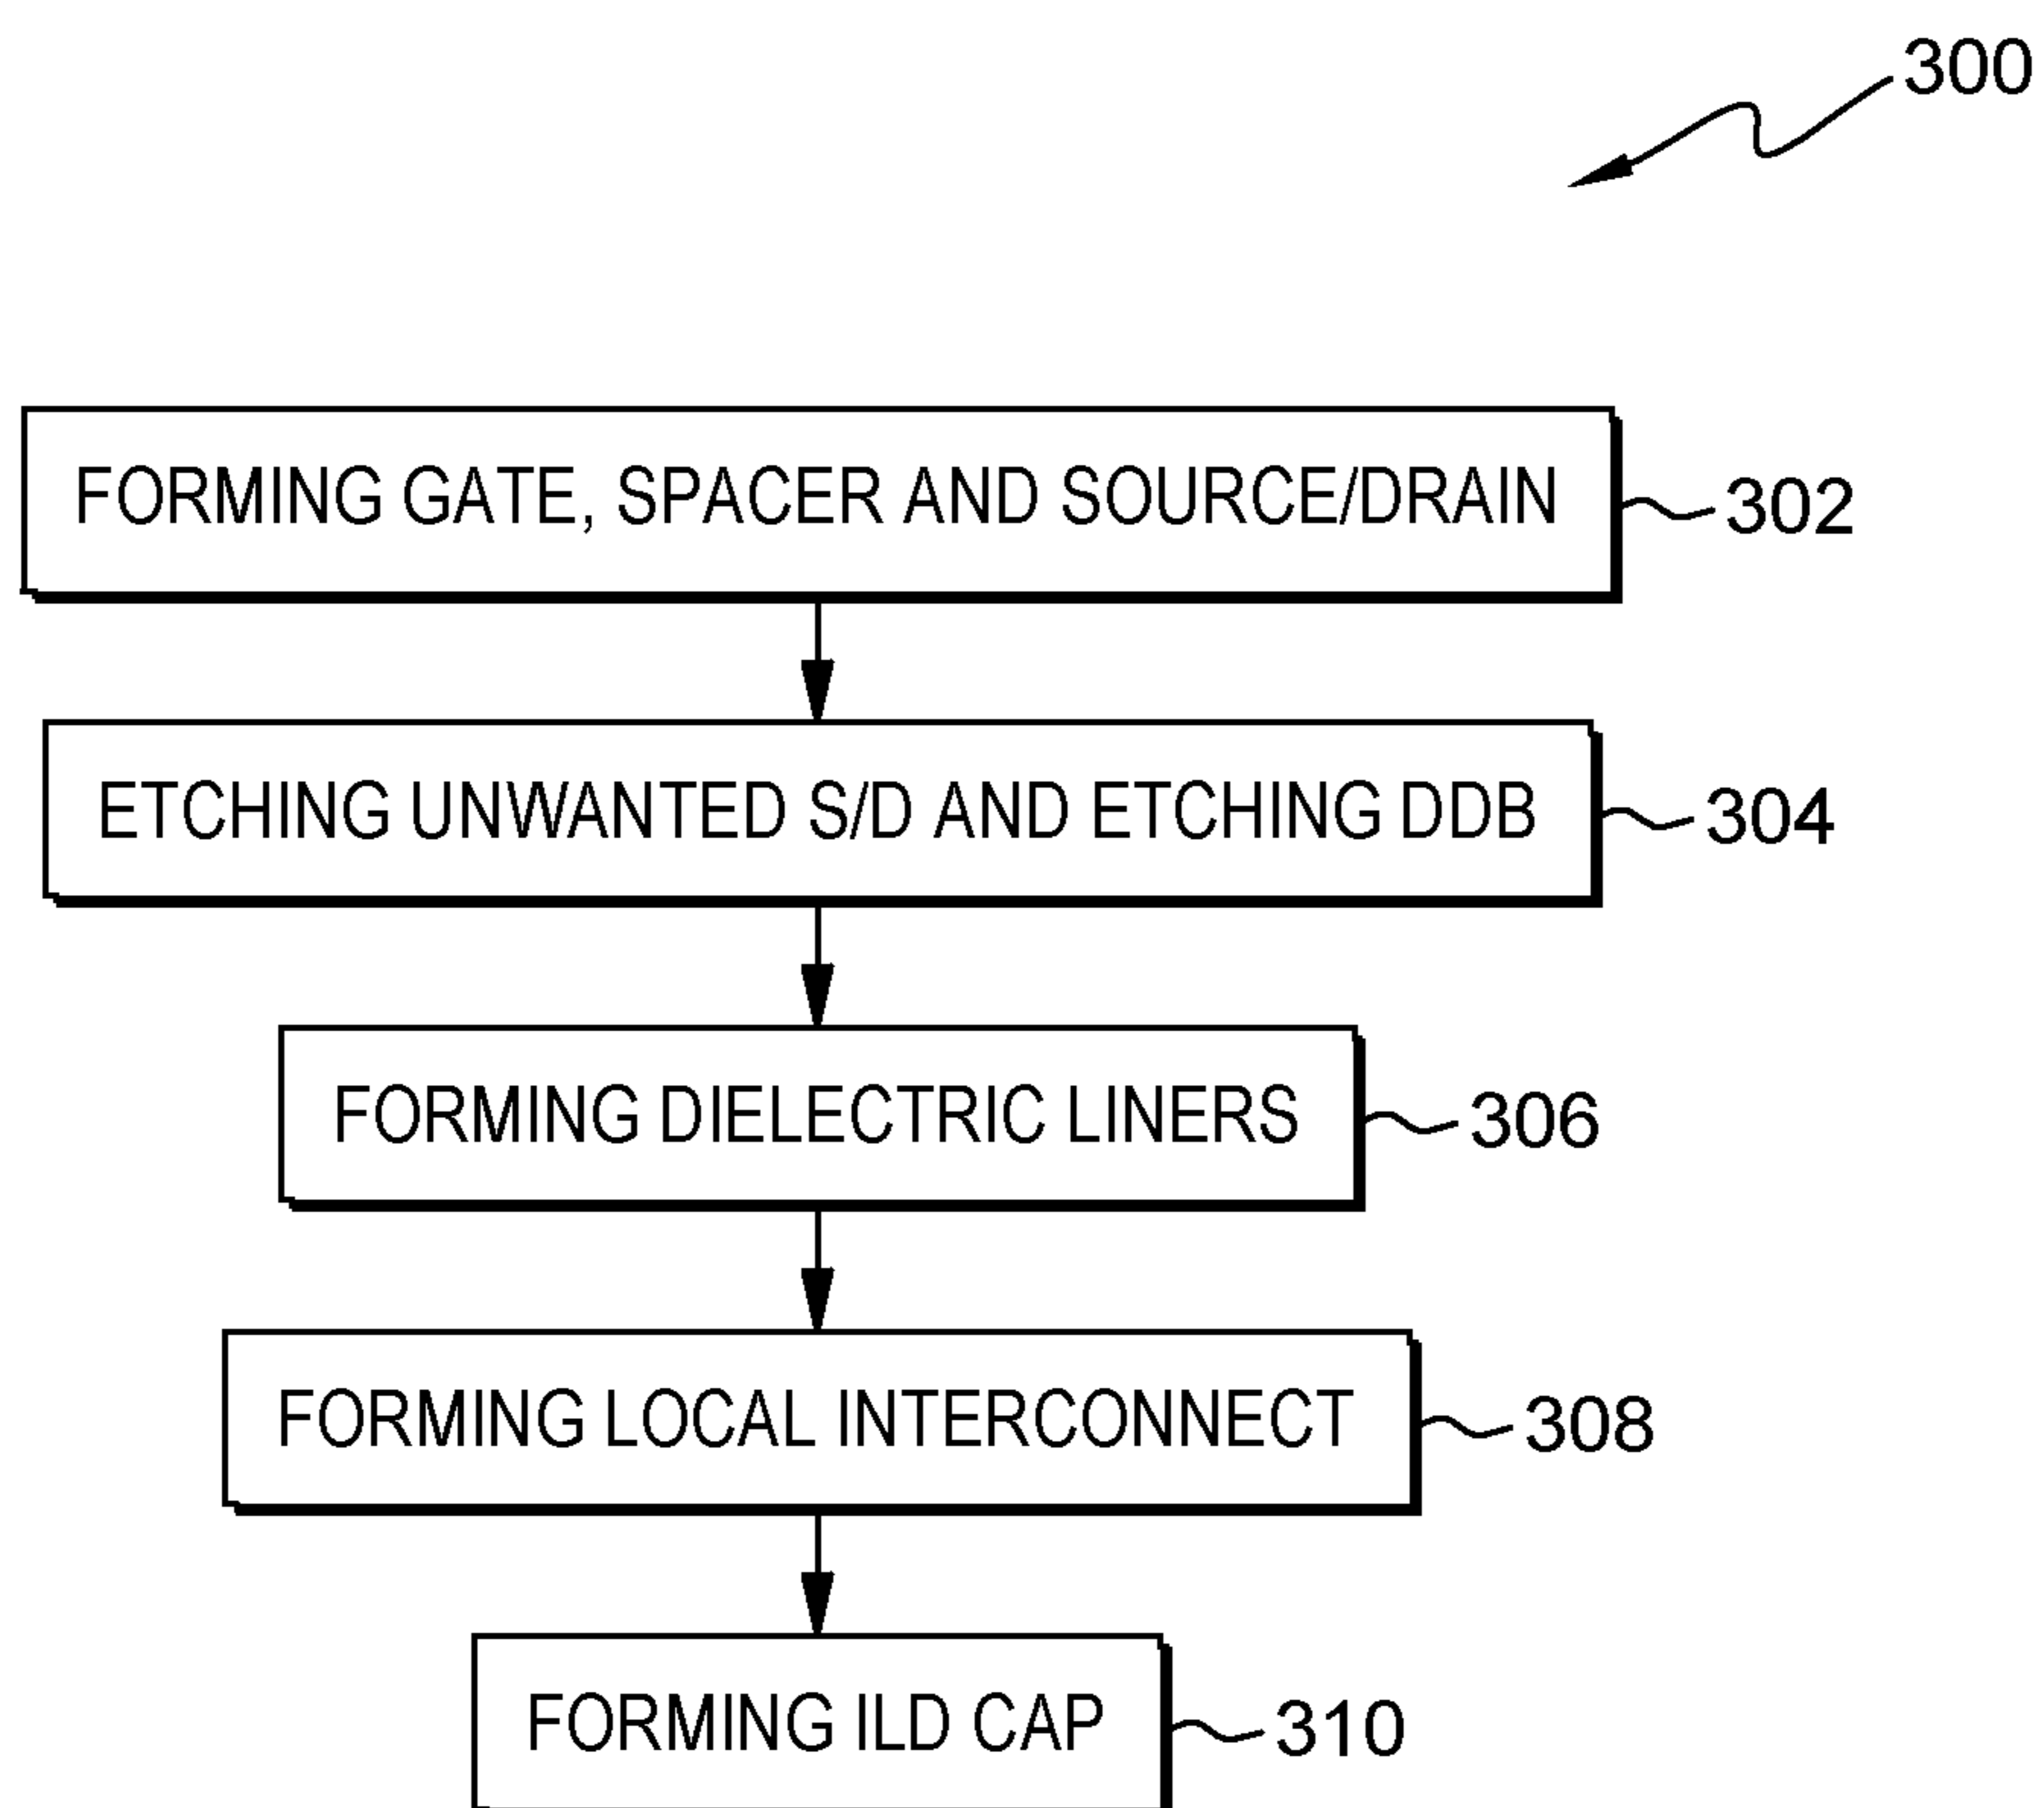 300
FORMING GATE, SPACER AND SOURCE/DRAIN
302
ETCHING UNWANTED S/D AND ETCHING DDB
304
FORMING DIELECTRIC LINERS
306
FORMING LOCAL INTERCONNECT
308
FORMING ILD CAP
310